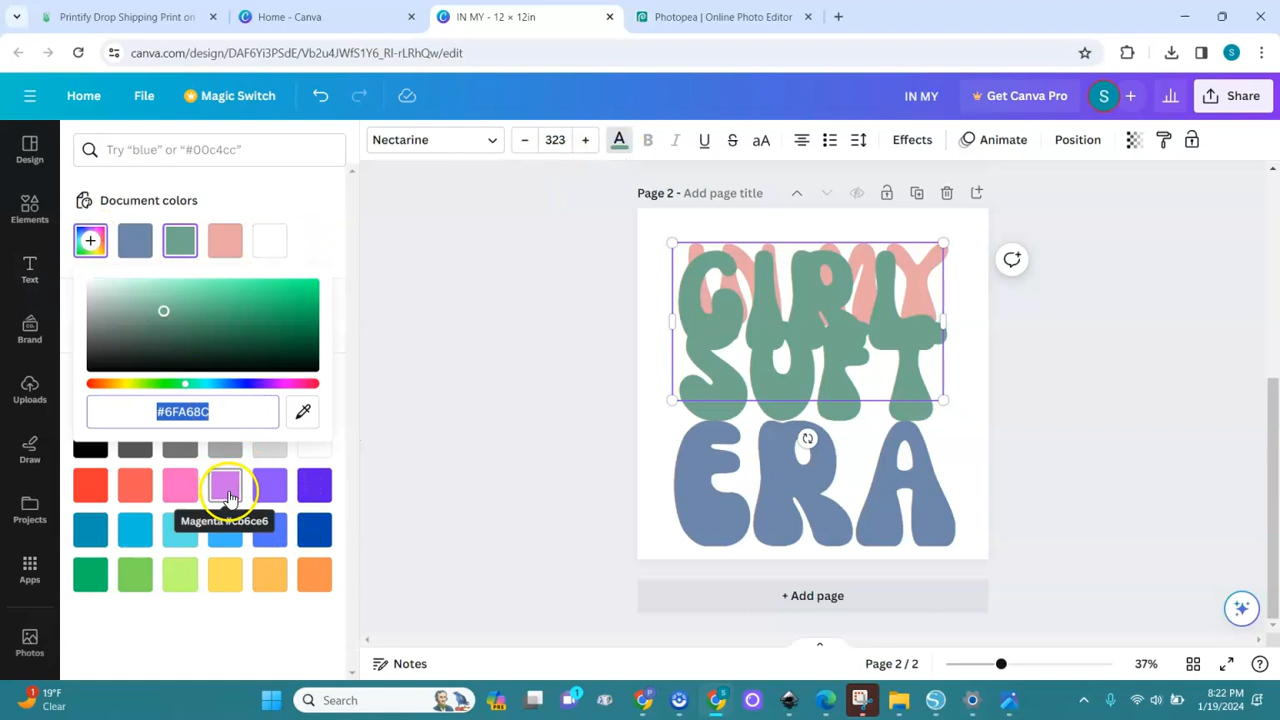 Printify Drop Shipping Print on
Home - Canva
IN MY - 12 × 12in
Photopea | Online Photo Editor
canva.com/design/DAF6Yi3PSdE/Vb2u4JWfS1Y6_RI-rLRhQw/edit
S
Home
File
Magic Switch
IN MY
Get Canva Pro
S
Share
Design
Elements
Text
Brand
Uploads
Draw
Projects
Apps
Photos
Try “blue” or “#00c4cc”
Document colors
#6FA68C
Magenta #cb6ce6
Nectarine
323
A
B
I
U
S
aA
Effects
Animate
Position
Page 2 - Add page title
GIRLY
SOFT
ERA
+ Add page
Notes
Page 2 / 2
37%
1
19°F
Clear
Search
8:22 PM
1/19/2024